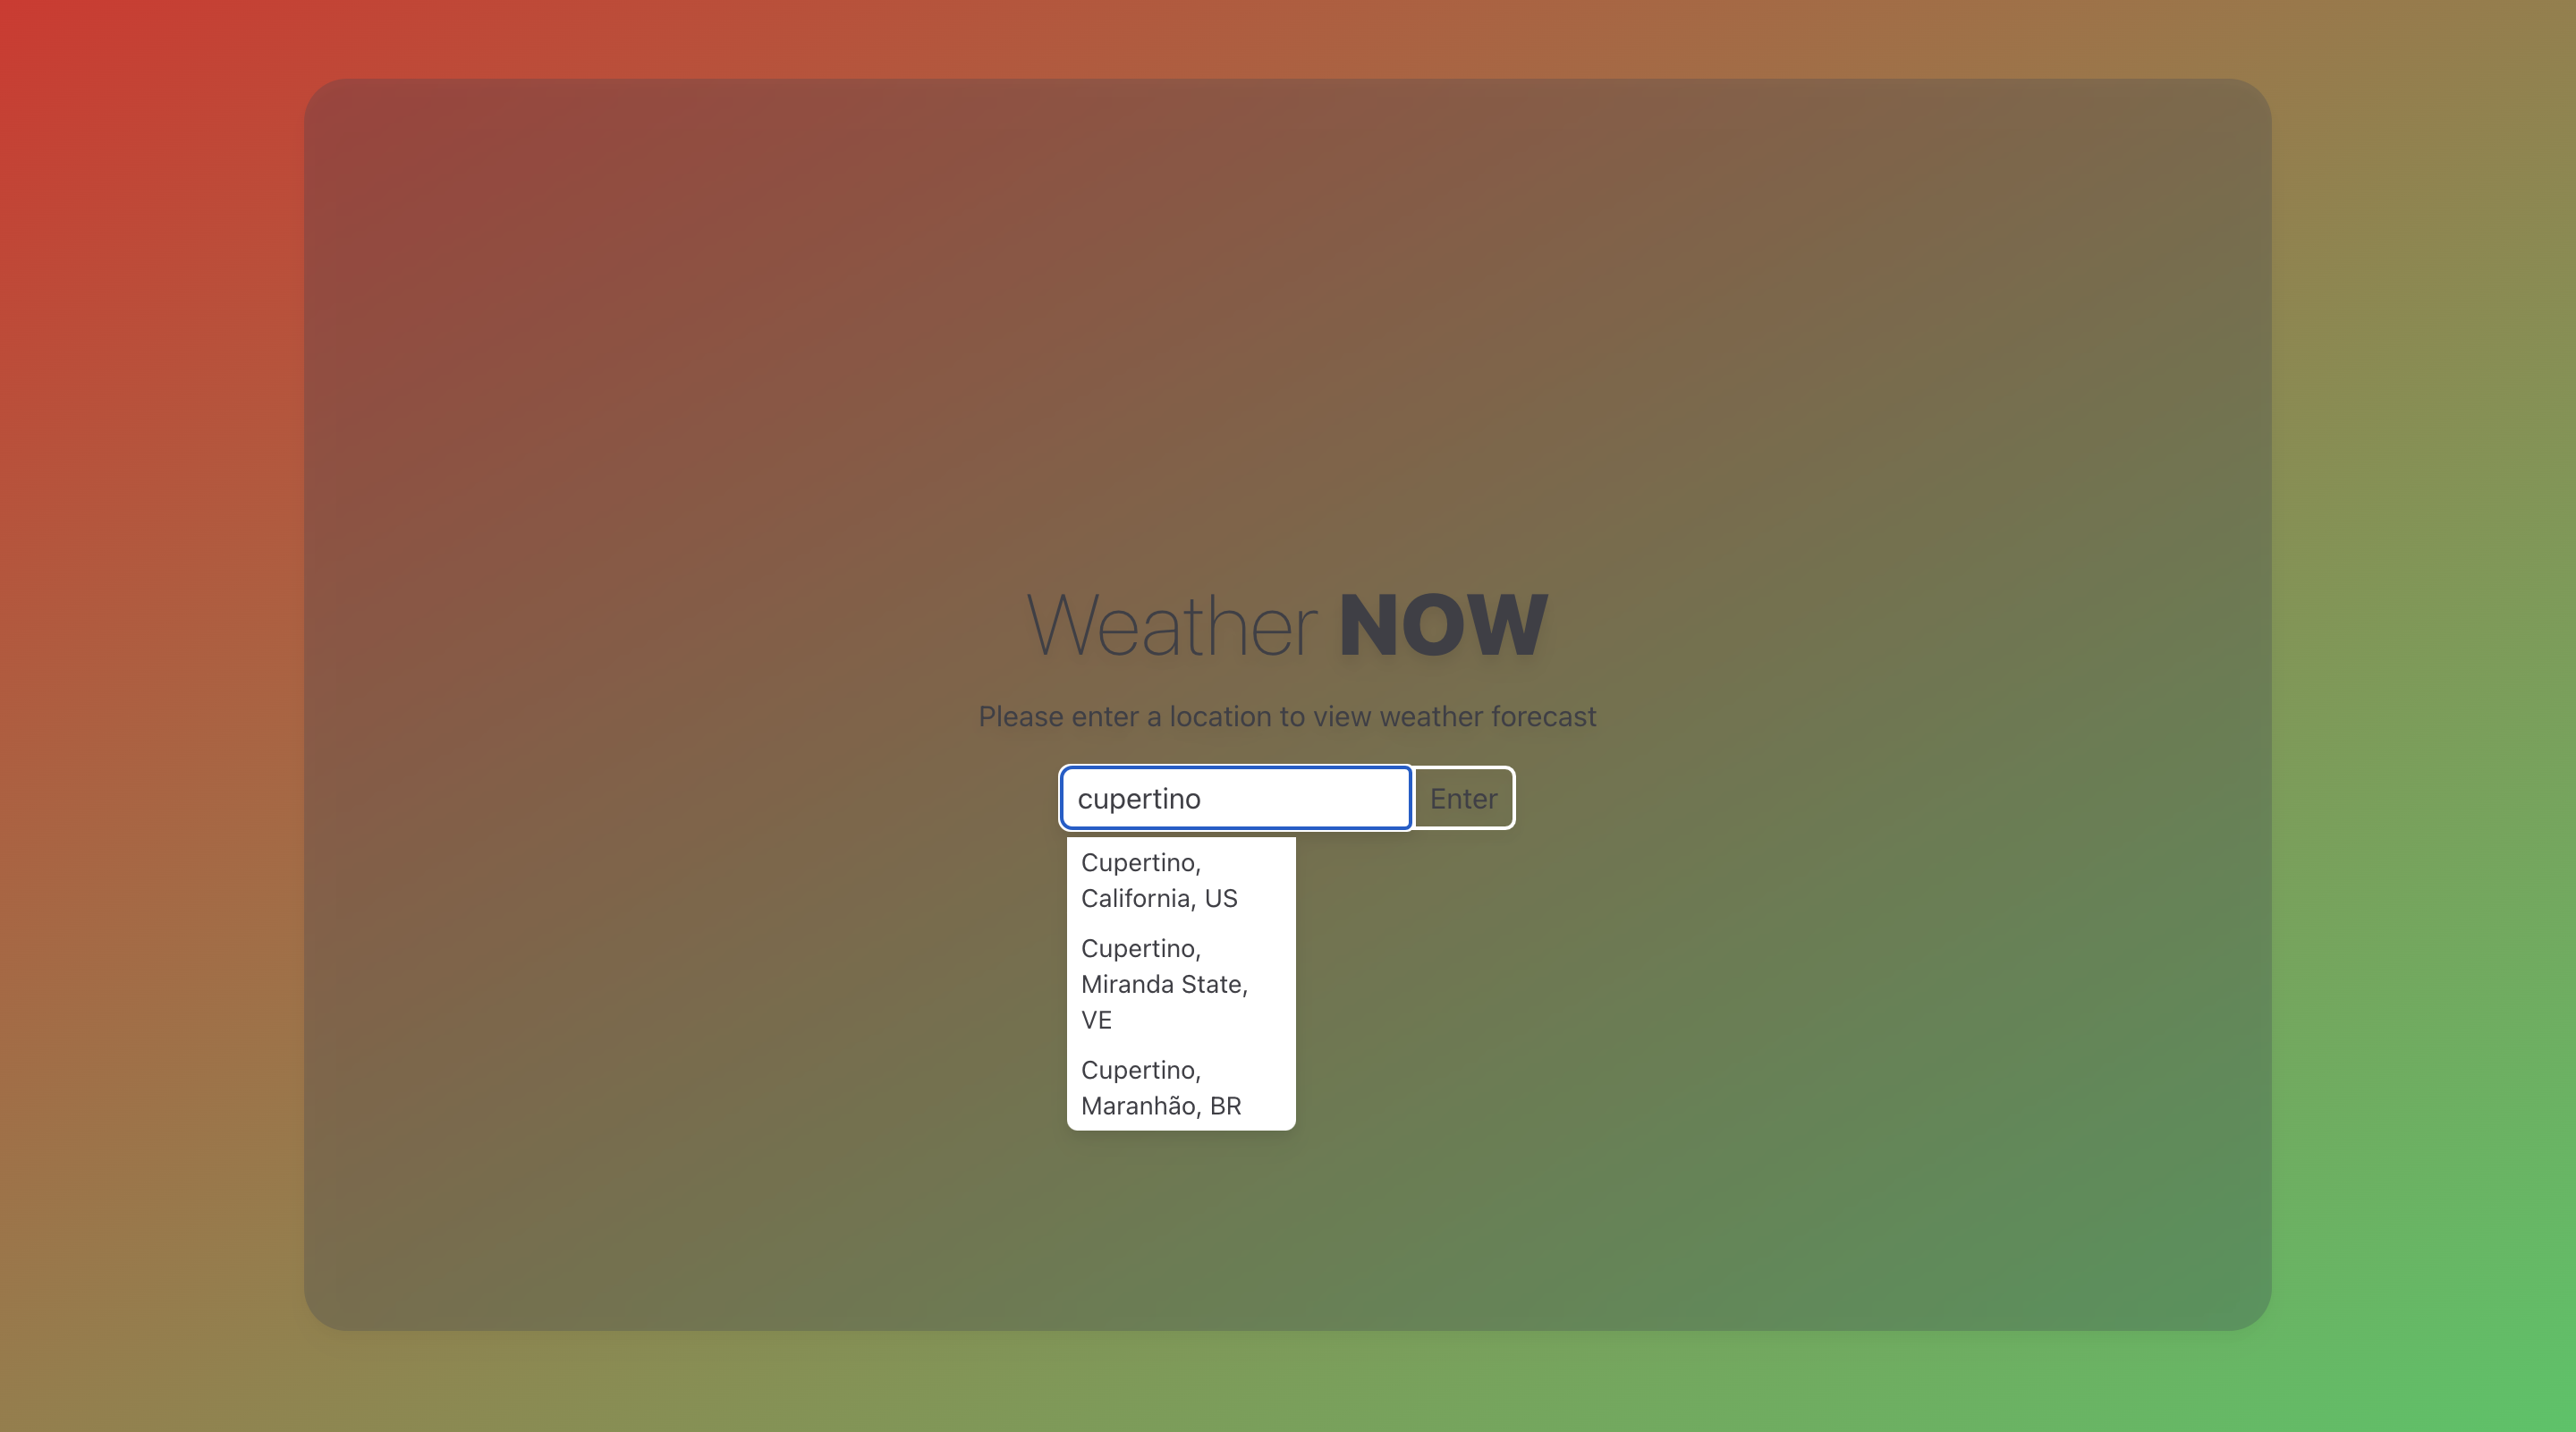 Weather NOW
Please enter a location to view weather forecast
cupertino Enter
Cupertino,
California, US
Cupertino,
Miranda State,
VE
Cupertino,
Maranhão, BR